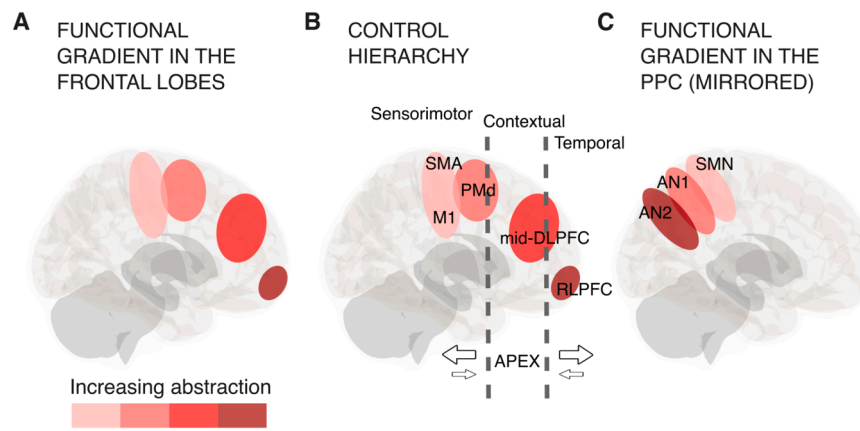 A
FUNCTIONAL
GRADIENT IN THE
FRONTAL LOBES
Increasing abstraction
B
CONTROL
HIERARCHY
Sensorimotor
Contextual
Temporal
SMA
PMd
M1
mid-DLPFC
RLPFC
APEX
C
FUNCTIONAL
GRADIENT IN THE
PPC (MIRRORED)
SMN
AN1
AN2